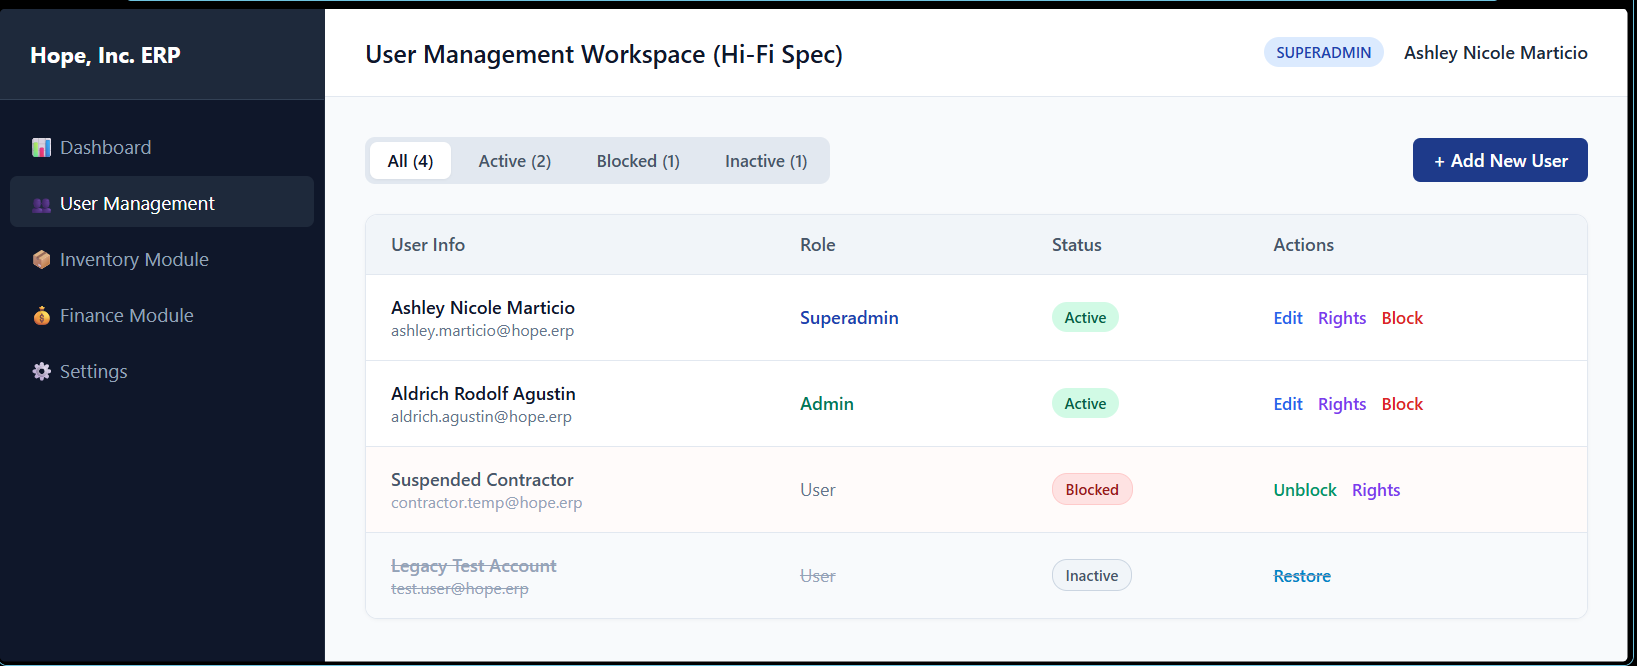 Hope, Inc. ERP
User Management Workspace (Hi-Fi Spec)
SUPERADMIN
Ashley Nicole Marticio
Dashboard
User Management
Inventory Module
Finance Module
Settings
All (4)
Active (2)
Blocked (1)
Inactive (1)
+ Add New User
User Info Role Status Actions
Ashley Nicole Marticio
ashley.marticio@hope.erp
Superadmin
Active
Edit Rights Block
Aldrich Rodolf Agustin
aldrich.agustin@hope.erp
Admin
Active
Edit Rights Block
Suspended Contractor
contractor.temp@hope.erp
User
Blocked
Unblock Rights
Legacy Test Account
test.user@hope.erp
User
Inactive
Restore